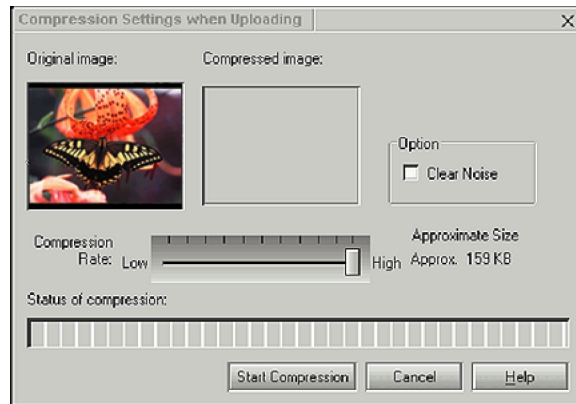 Compression Settings when Uploading
Original image:
Compressed image:
Option
Clear Noise
Compression
Rate: Low
High
Approximate Size
Approx. 159 KB
Status of compression:
Start Compression
Cancel
Help